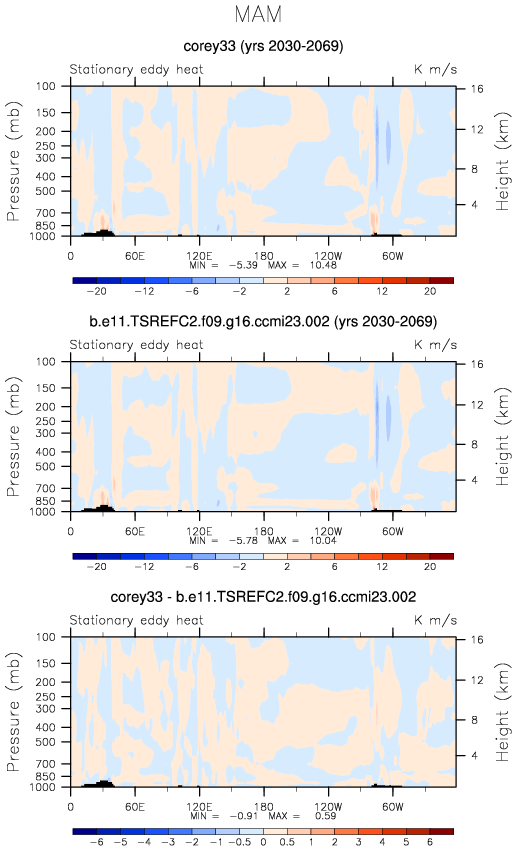 MAM
corey33 (yrs 2030-2069)
Stationary eddy heat K m/s
Pressure (mb)
100
150
200
250
300
400
500
700
850
1000
16
12
8
4
Height (km)
0 60E 120E 180 120W 60W
MIN = -5.39 MAX = 10.48
-20 -12 -6 -2 2 6 12 20
b.e11.TSREFC2.f09.g16.ccmi23.002 (yrs 2030-2069)
Stationary eddy heat K m/s
Pressure (mb)
100
150
200
250
300
400
500
700
850
1000
16
12
8
4
Height (km)
0 60E 120E 180 120W 60W
MIN = -5.78 MAX = 10.04
-20 -12 -6 -2 2 6 12 20
corey33 - b.e11.TSREFC2.f09.g16.ccmi23.002
Stationary eddy heat K m/s
Pressure (mb)
100
150
200
250
300
400
500
700
850
1000
16
12
8
4
Height (km)
0 60E 120E 180 120W 60W
MIN = -0.91 MAX = 0.59
-6 -5 -4 -3 -2 -1 -0.5 0 0.5 1 2 3 4 5 6